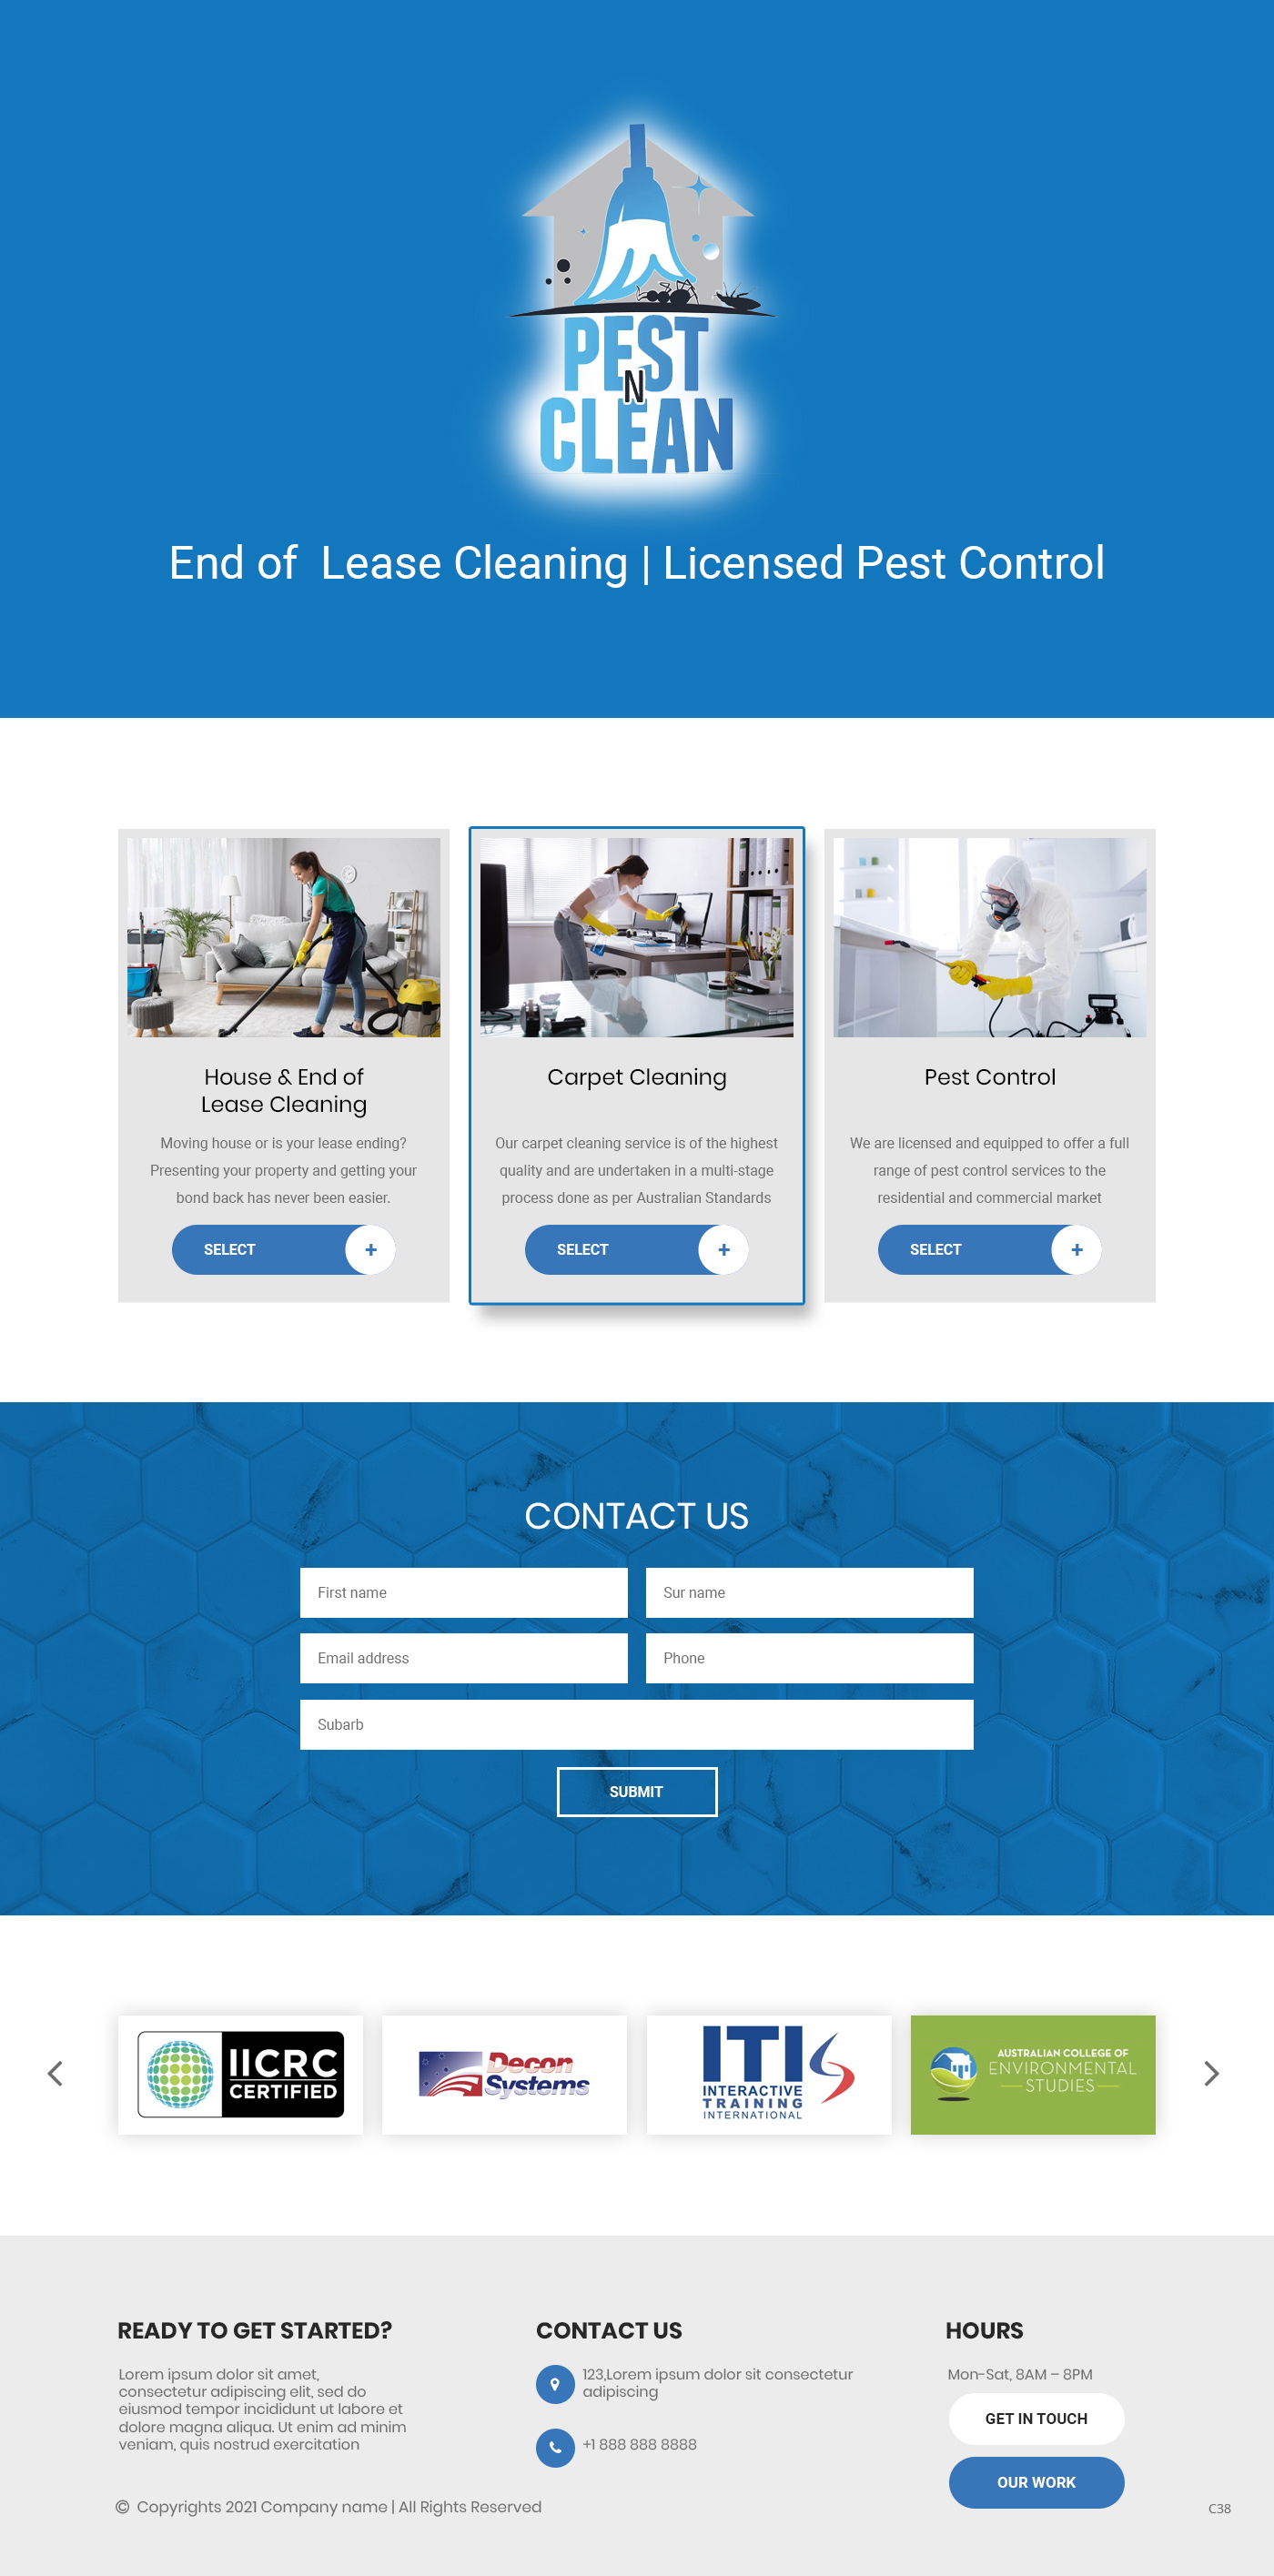 PEST
N
CLEAN
End of  Lease Cleaning | Licensed Pest Control
House & End of
Lease Cleaning
Moving house or is your lease ending?
Presenting your property and getting your
bond back has never been easier.
SELECT
+
Carpet Cleaning
Our carpet cleaning service is of the highest
quality and are undertaken in a multi-stage
process done as per Australian Standards
SELECT
+
Pest Control
We are licensed and equipped to offer a full
range of pest control services to the
residential and commercial market
SELECT
+
CONTACT US
First name
Sur name
Email address
Phone
Subarb
SUBMIT
IICRC
CERTIFIED
Decon
Systems
ITI
INTERACTIVE
TRAINING
INTERNATIONAL
AUSTRALIAN COLLEGE OF
ENVIRONMENTAL
STUDIES
READY TO GET STARTED?
Lorem ipsum dolor sit amet,
consectetur adipiscing elit, sed do
eiusmod tempor incididunt ut labore et
dolore magna aliqua. Ut enim ad minim
veniam, quis nostrud exercitation
CONTACT US
123,Lorem ipsum dolor sit consectetur
adipiscing
+1 888 888 8888
HOURS
Mon-Sat, 8AM – 8PM
GET IN TOUCH
OUR WORK
© Copyrights 2021 Company name | All Rights Reserved
C38